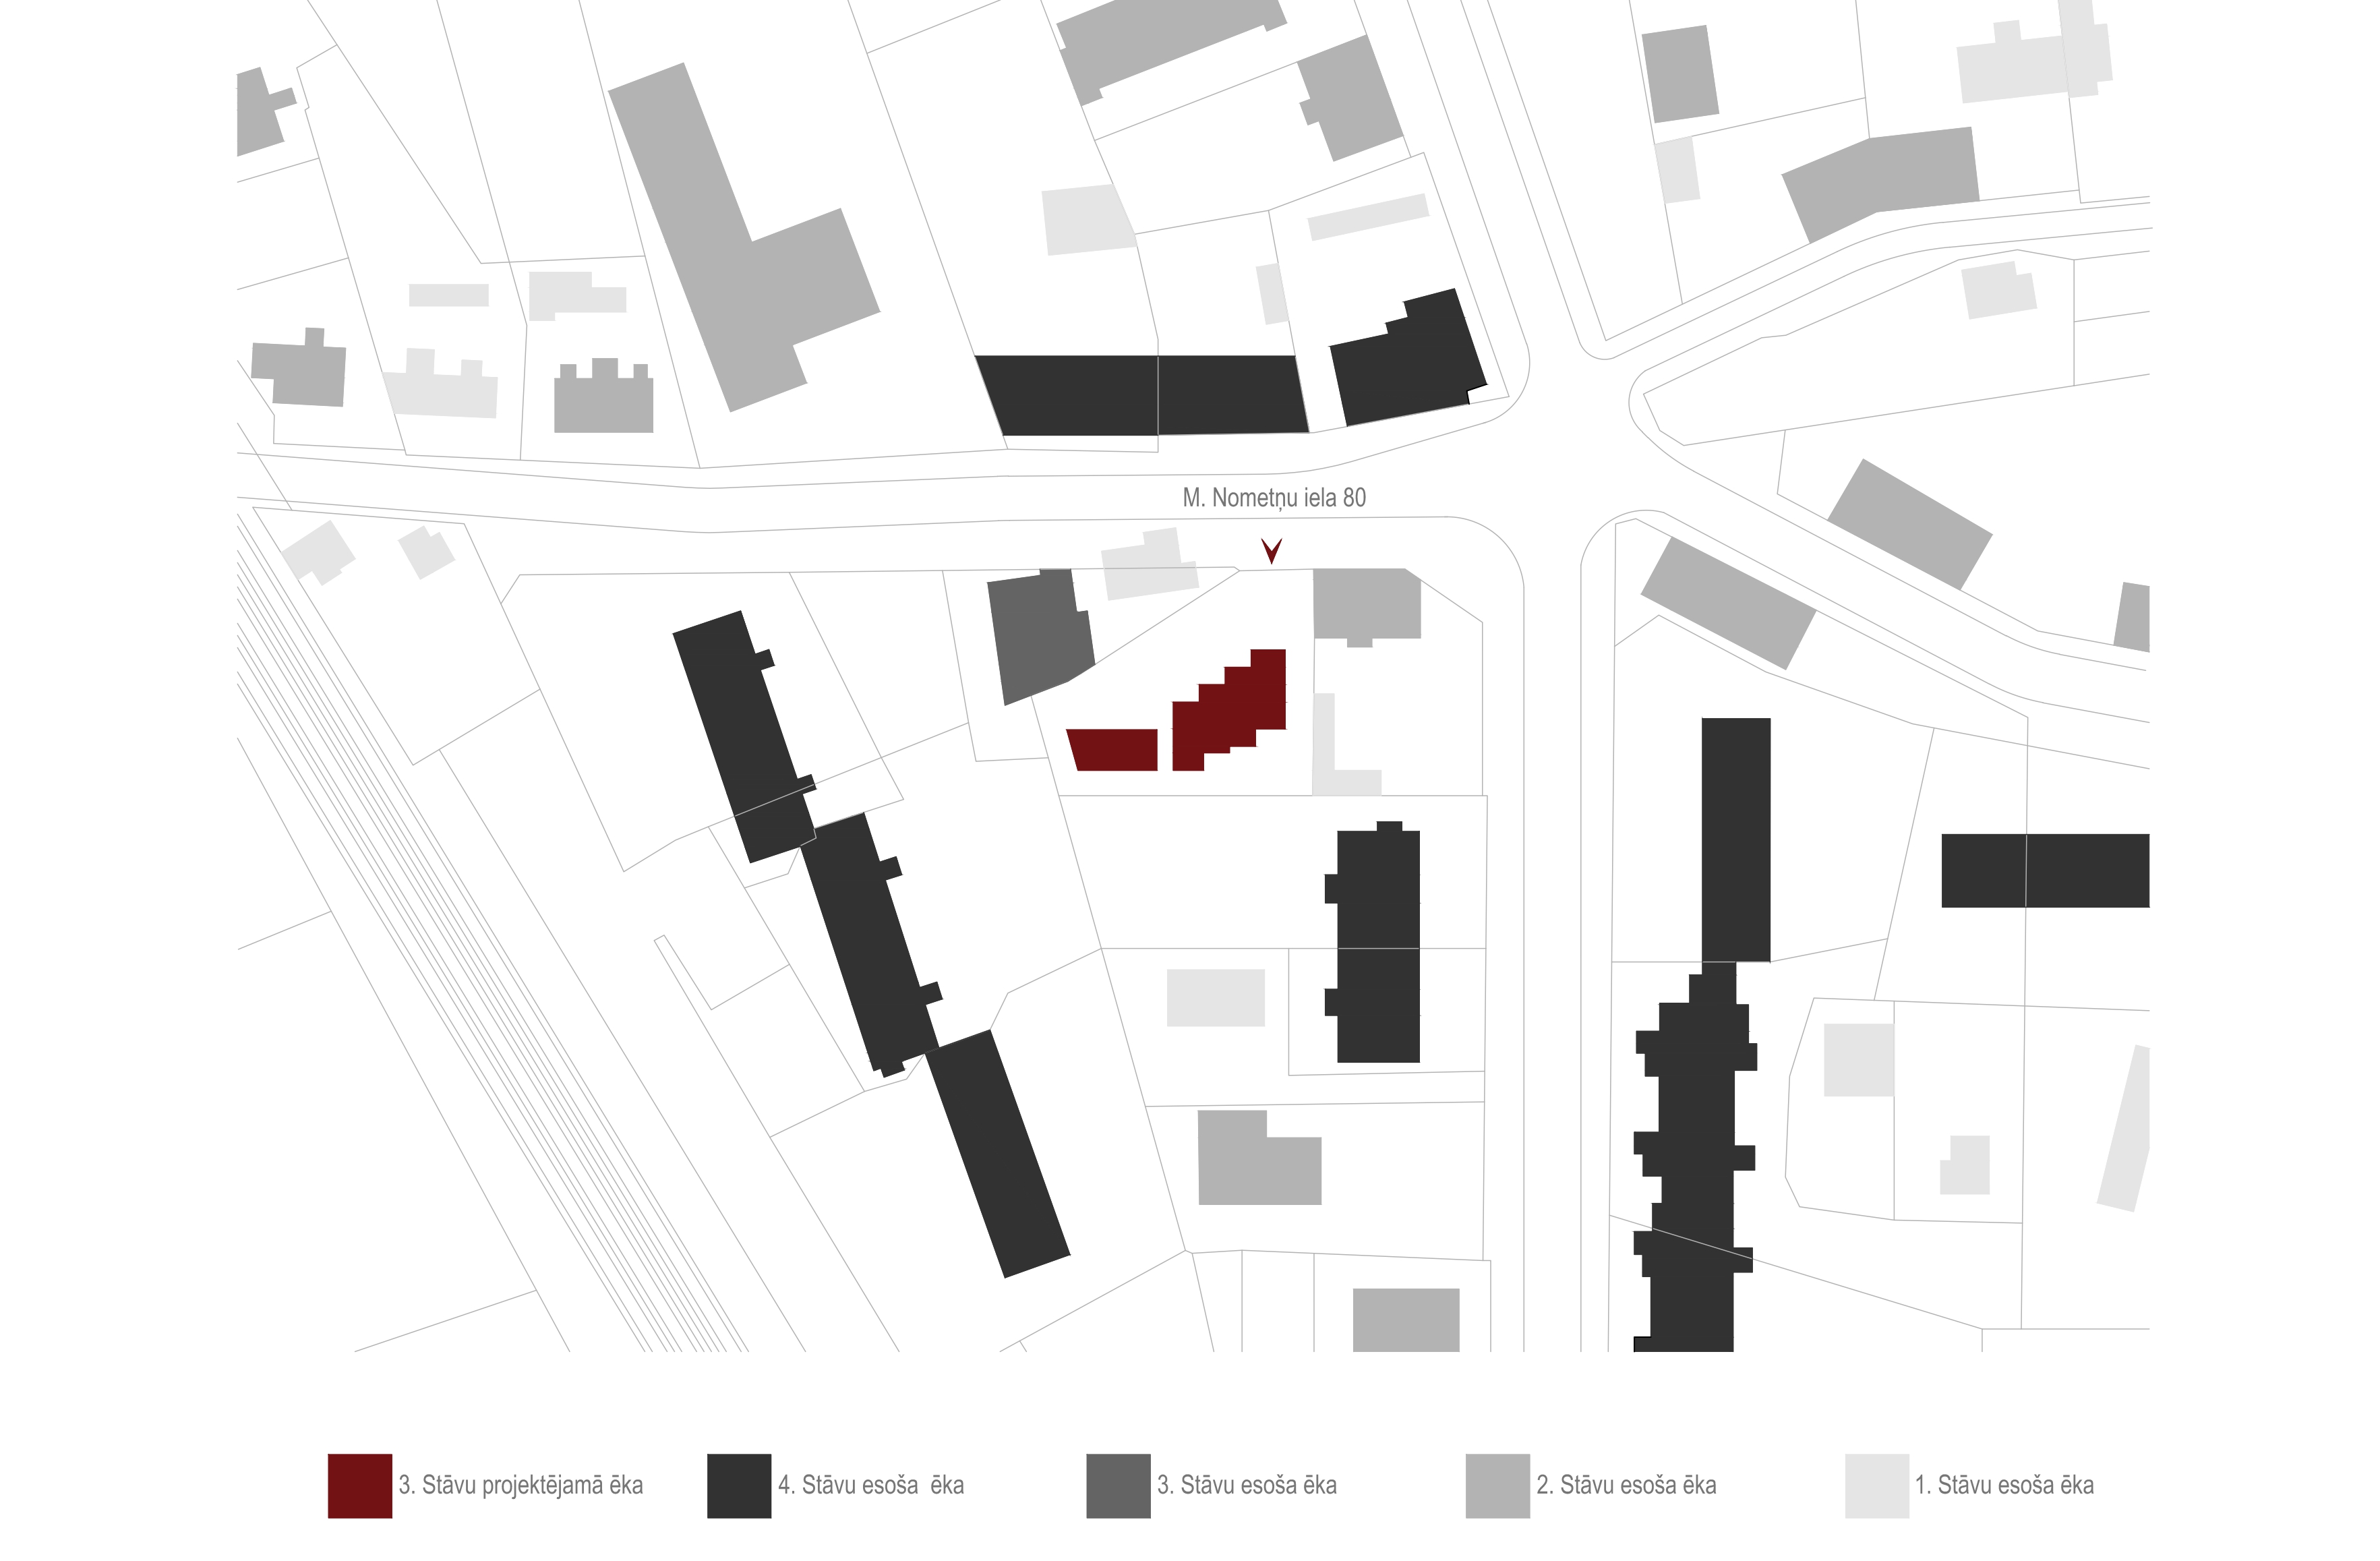 M. Nometņu iela 80
3. Stāvu projektējamā ēka
4. Stāvu esoša ēka
3. Stāvu esoša ēka
2. Stāvu esoša ēka
1. Stāvu esoša ēka